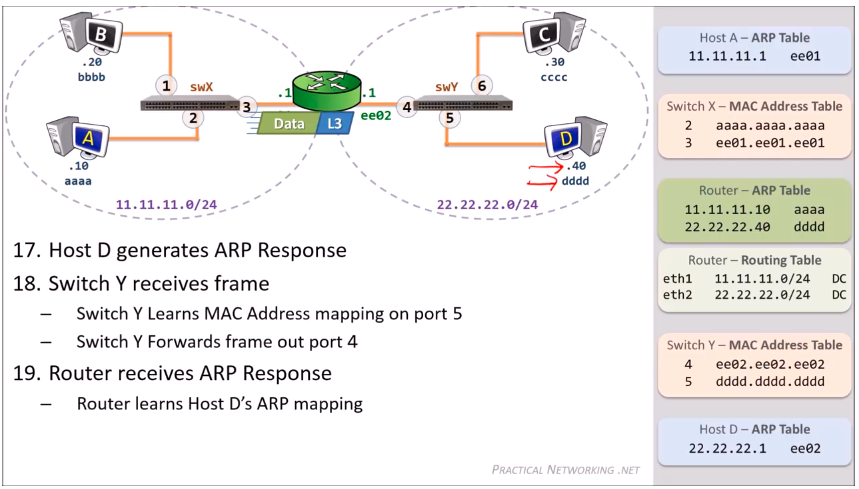 B
.20
bbbb
1
swX
2
3
A
.10
aaaa
11.11.11.0/24
.1
.1
ee02
Data
L3
4
swY
6
5
C
.30
cccc
D
.40
dddd
22.22.22.0/24
17. Host D generates ARP Response
18. Switch Y receives frame
– Switch Y Learns MAC Address mapping on port 5
– Switch Y Forwards frame out port 4
19. Router receives ARP Response
– Router learns Host D’s ARP mapping
PRACTICAL NETWORKING .NET
Host A – ARP Table
11.11.11.1 ee01
Switch X – MAC Address Table
2 aaaa.aaaa.aaaa
3 ee01.ee01.ee01
Router – ARP Table
11.11.11.10 aaaa
22.22.22.40 dddd
Router – Routing Table
eth1 11.11.11.0/24 DC
eth2 22.22.22.0/24 DC
Switch Y – MAC Address Table
4 ee02.ee02.ee02
5 dddd.dddd.dddd
Host D – ARP Table
22.22.22.1 ee02